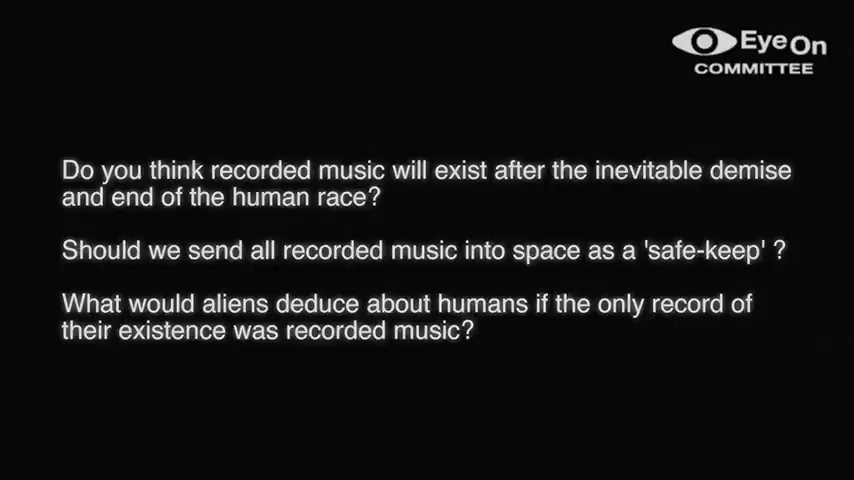 EyeOn
COMMITTEE
Do you think recorded music will exist after the inevitable demise
and end of the human race?
Should we send all recorded music into space as a 'safe-keep' ?
What would aliens deduce about humans if the only record of
their existence was recorded music?